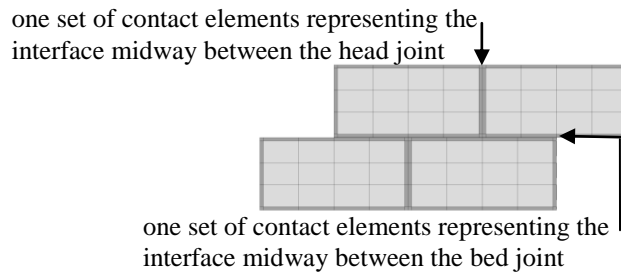 one set of contact elements representing the
interface midway between the head joint
one set of contact elements representing the
interface midway between the bed joint